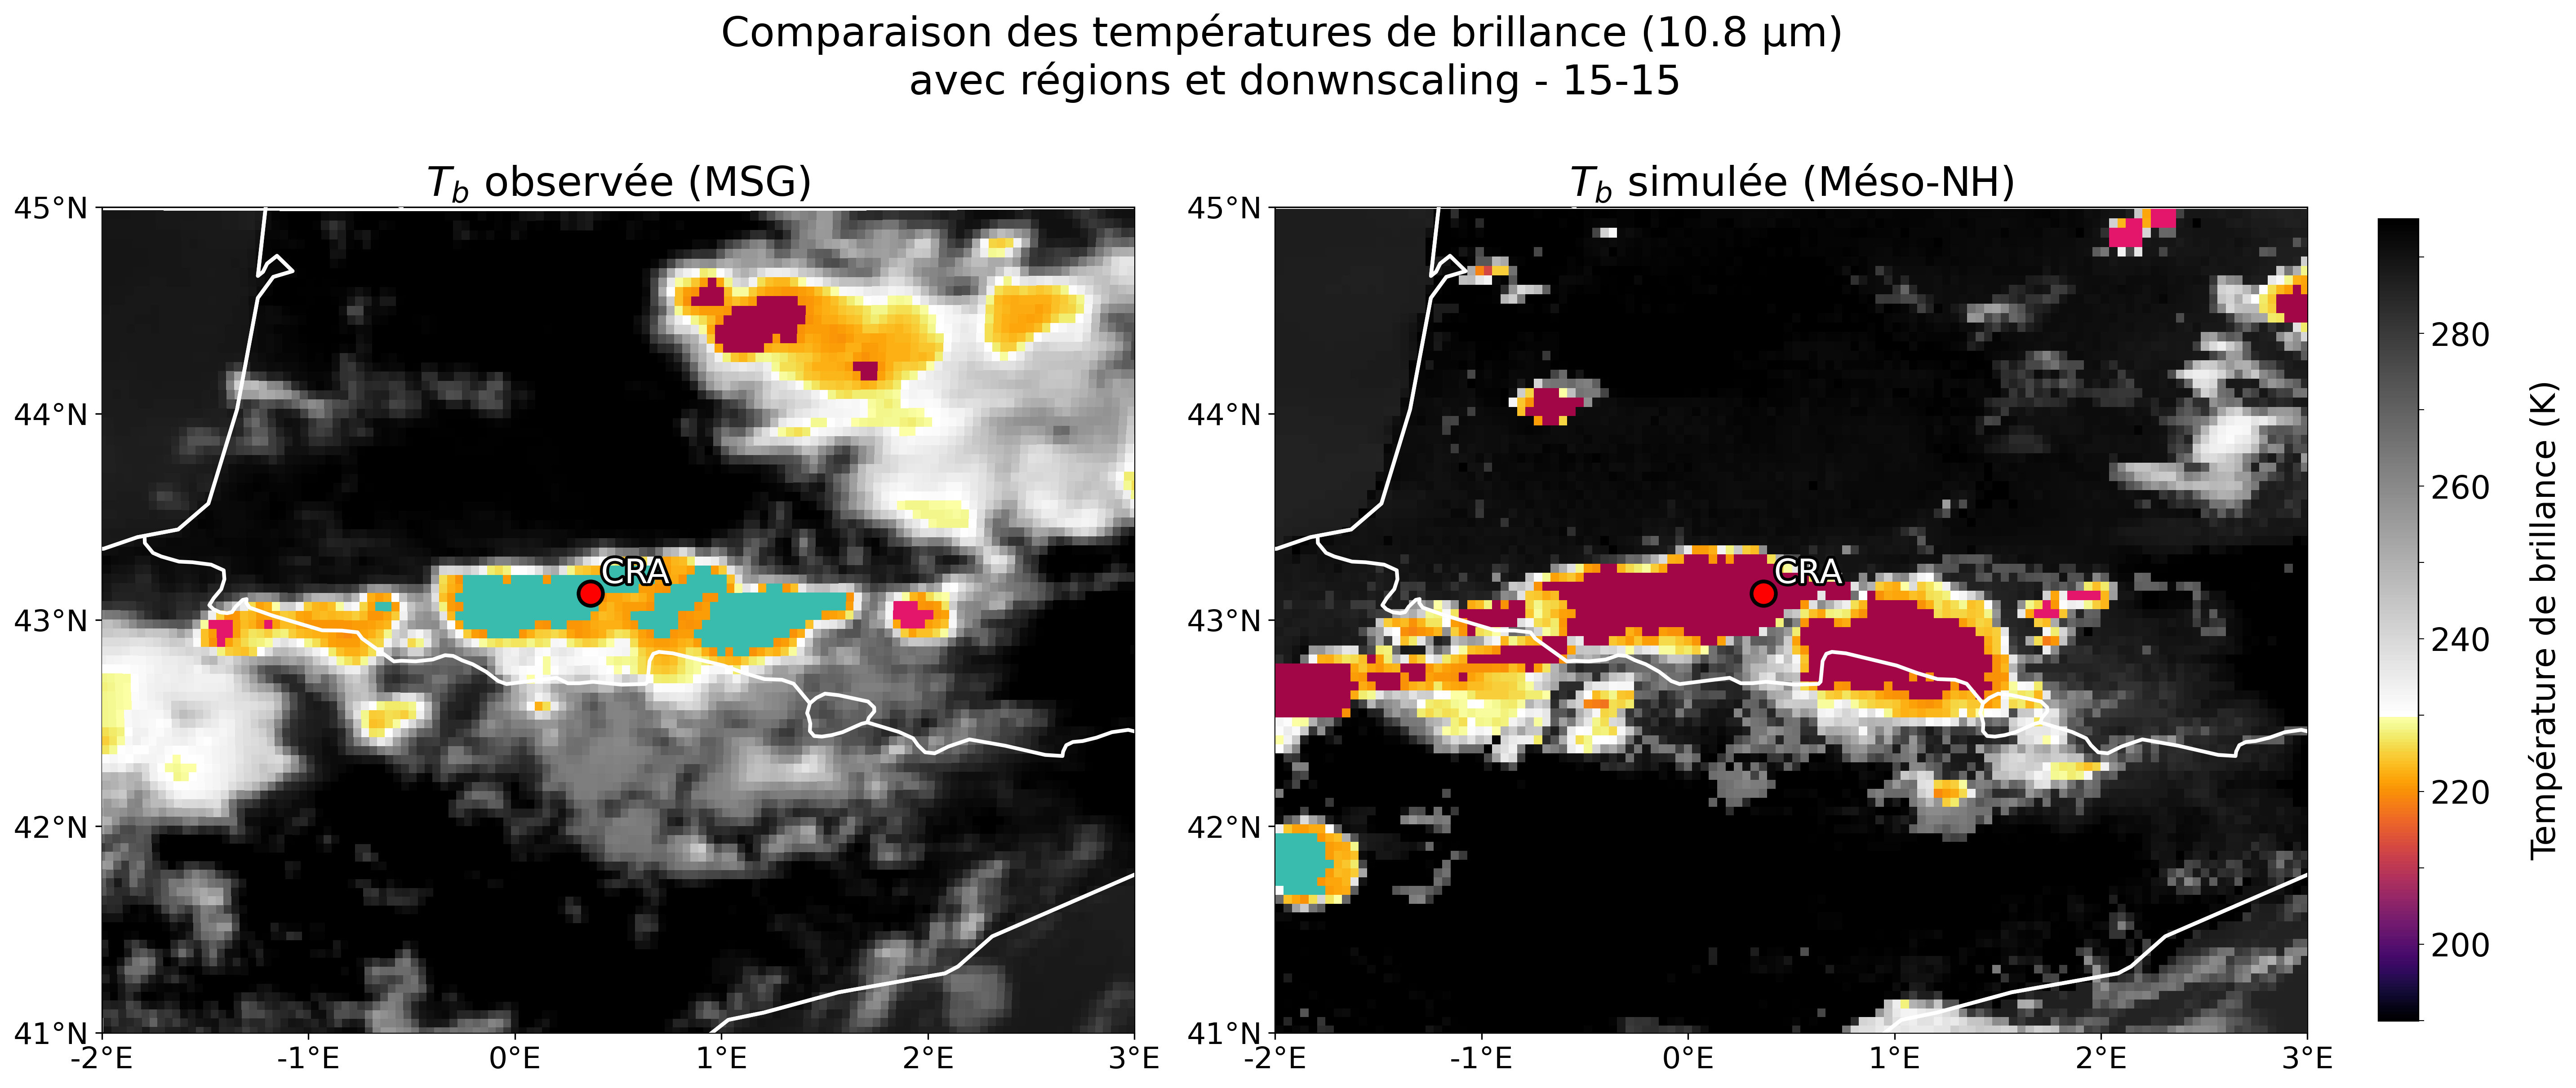 Comparaison des températures de brillance (10.8 µm)
avec régions et donwnscaling - 15-15
T_b observée (MSG)
T_b simulée (Méso-NH)
45°N
44°N
43°N
42°N
41°N
-2°E
-1°E
0°E
1°E
2°E
3°E
CRA
45°N
44°N
43°N
42°N
41°N
-2°E
-1°E
0°E
1°E
2°E
3°E
CRA
280
260
240
220
200
Température de brillance (K)